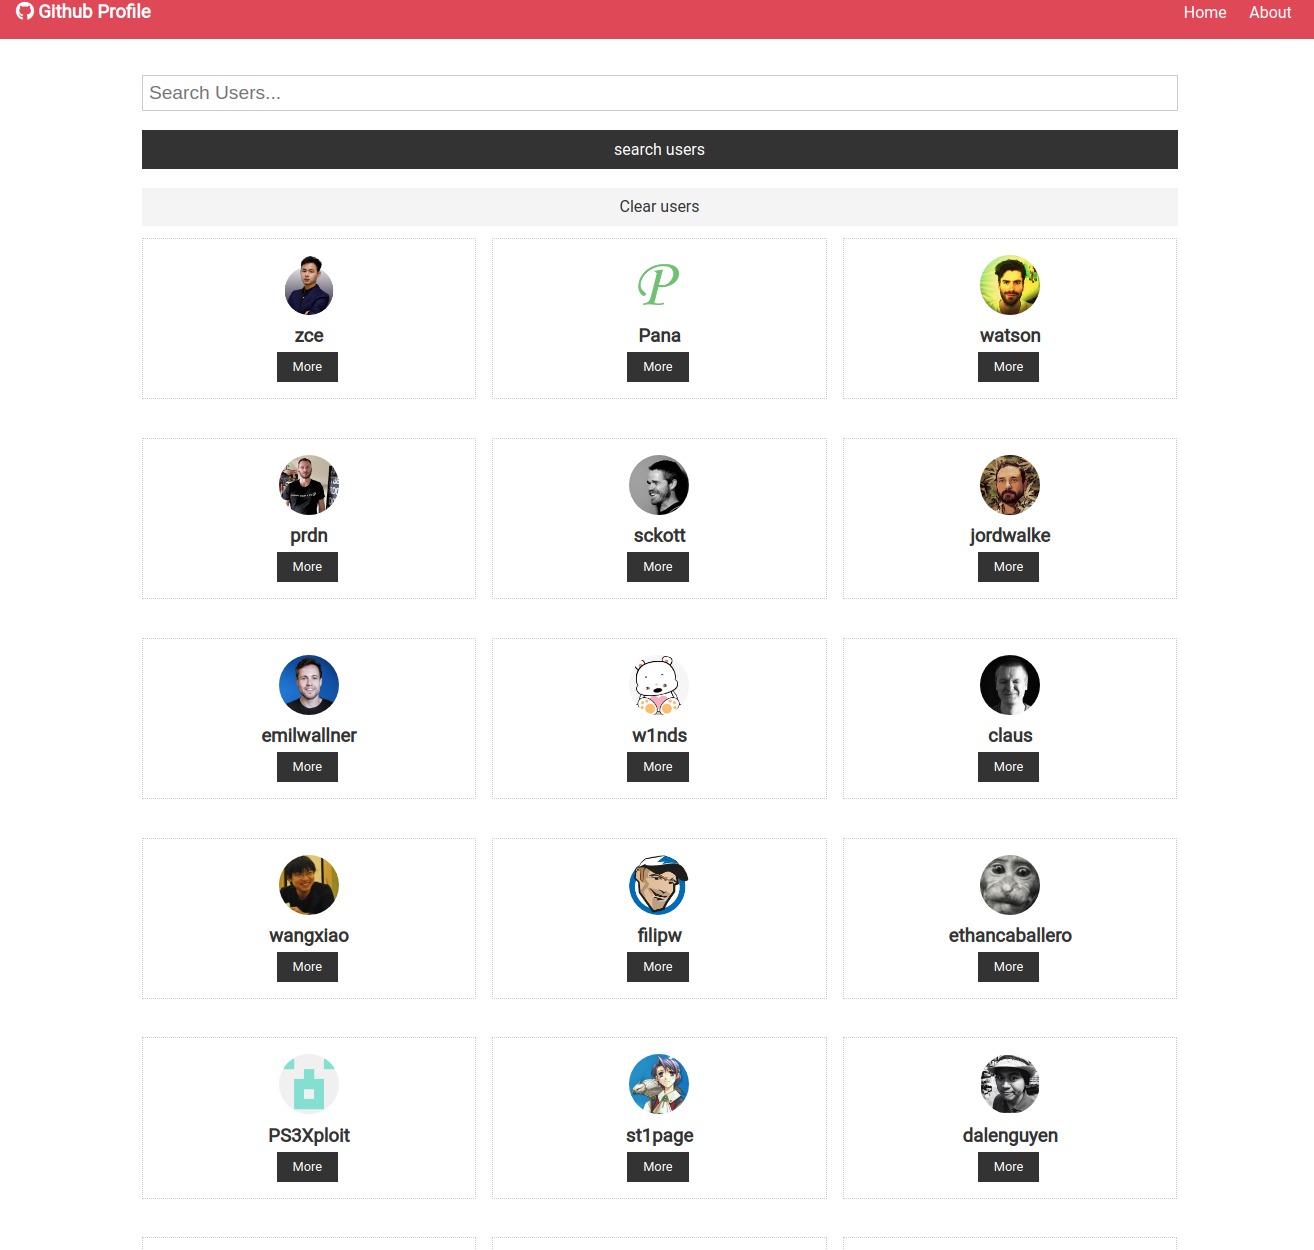 Github Profile
Home About
Search Users...
search users
Clear users
zce
More
P
Pana
More
watson
More
prdn
More
sckott
More
jordwalke
More
emilwallner
More
w1nds
More
claus
More
wangxiao
More
filipw
More
ethancaballero
More
PS3Xploit
More
st1page
More
dalenguyen
More